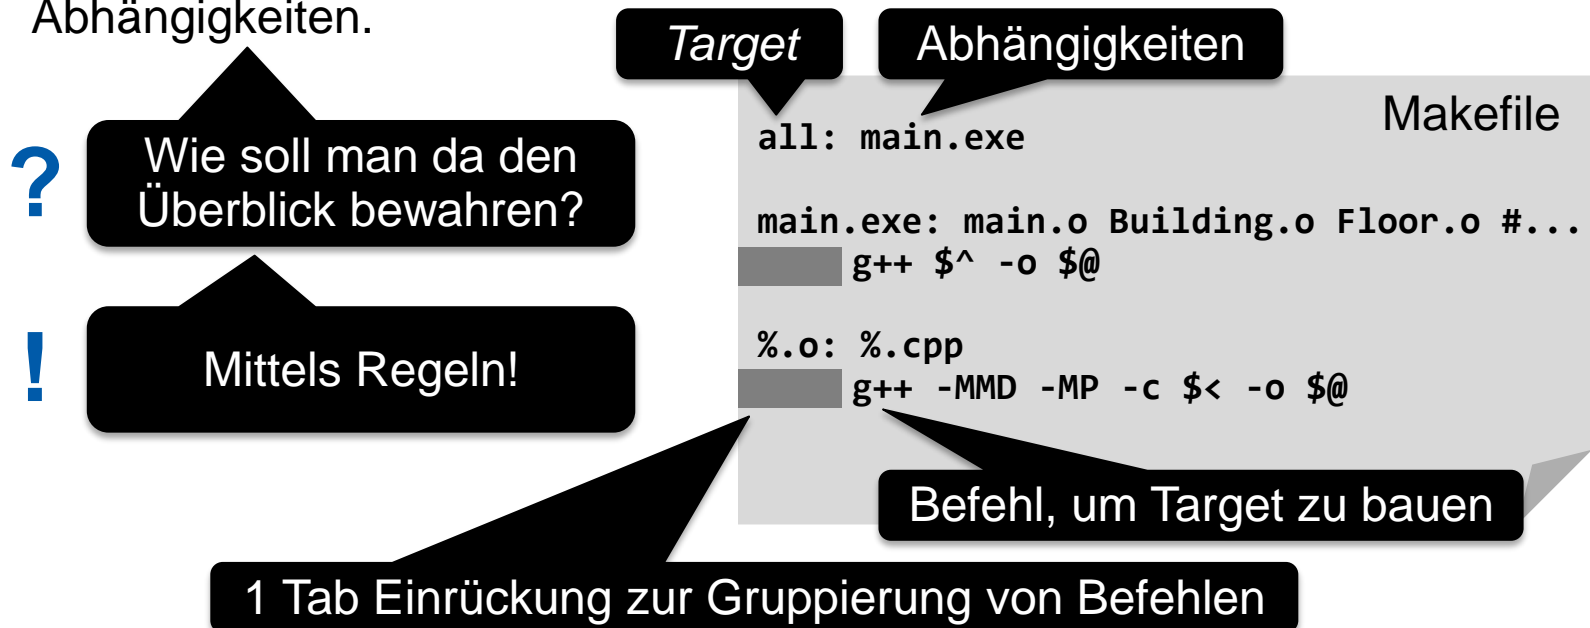 Abhängigkeiten.
?
Wie soll man da den
Überblick bewahren?
!
Mittels Regeln!
Target
Abhängigkeiten
Makefile
all: main.exe
main.exe: main.o Building.o Floor.o #...
g++ $^ -o $@
%.o: %.cpp
g++ -MMD -MP -c $< -o $@
Befehl, um Target zu bauen
1 Tab Einrückung zur Gruppierung von Befehlen